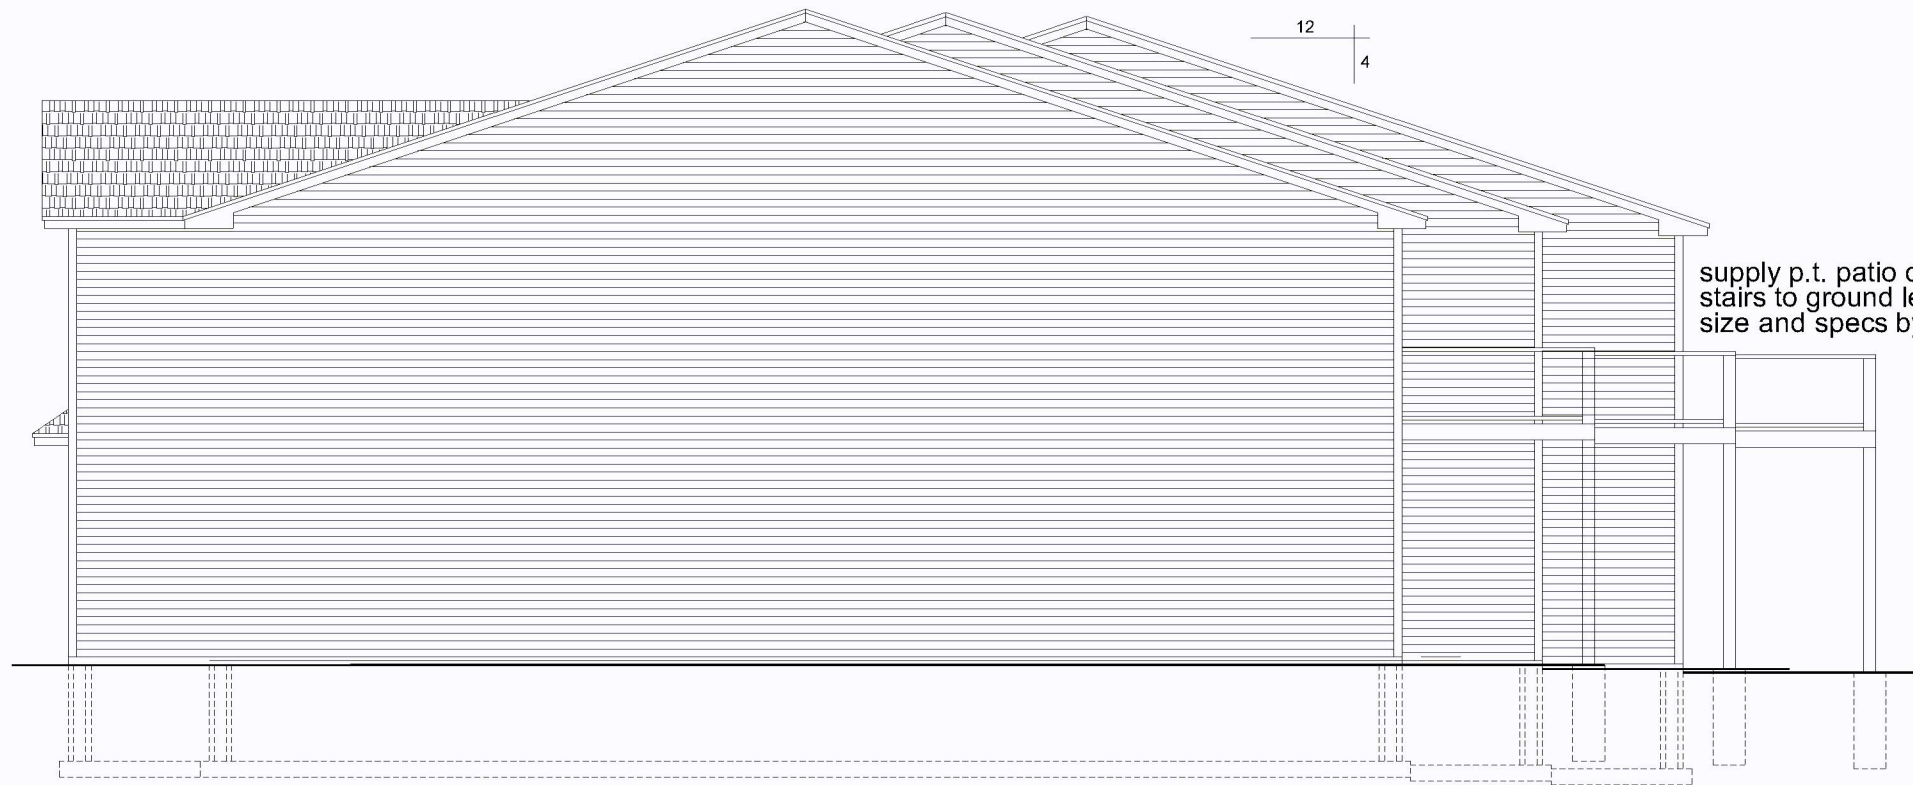 12
4
supply p.t. patio
stairs to ground
size and specs